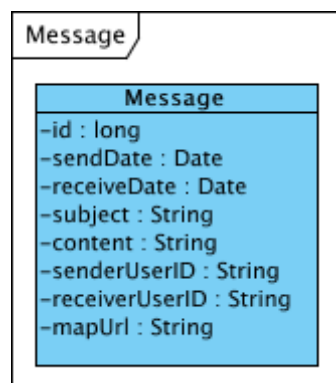 Message
Message
-id : long
-sendDate : Date
-receiveDate : Date
-subject : String
-content : String
-senderUserID : String
-receiverUserID : String
-mapUrl : String